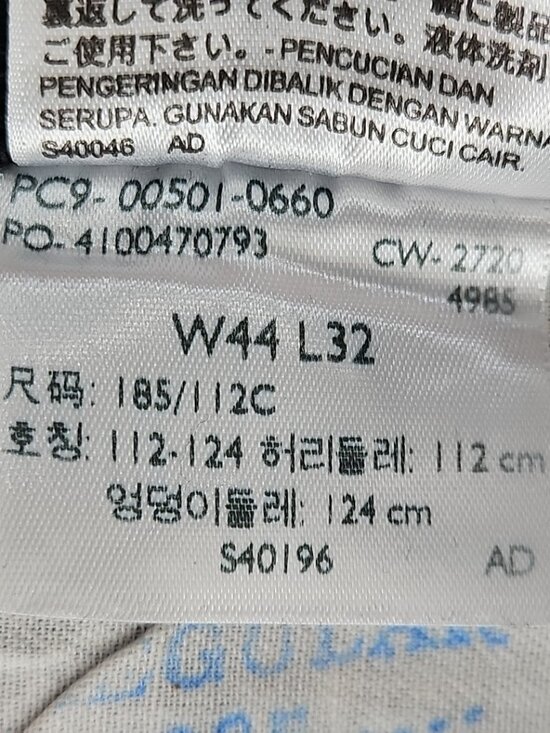 裏返して洗ってください。
ご使用下さい。- PENCUCIAN DAN 液体洗剤
PENGERINGAN DIBALIK DENGAN WARNA
SERUPA. GUNAKAN SABUN CUCI CAIR.
S40046 AD
PC9- 00501-0660
PO- 4100470793
CW- 2720
4985
W44 L32
尺码: 185/112C
호칭: 112-124 허리둘레: 112 cm
엉덩이둘레: 124 cm
S40196 AD